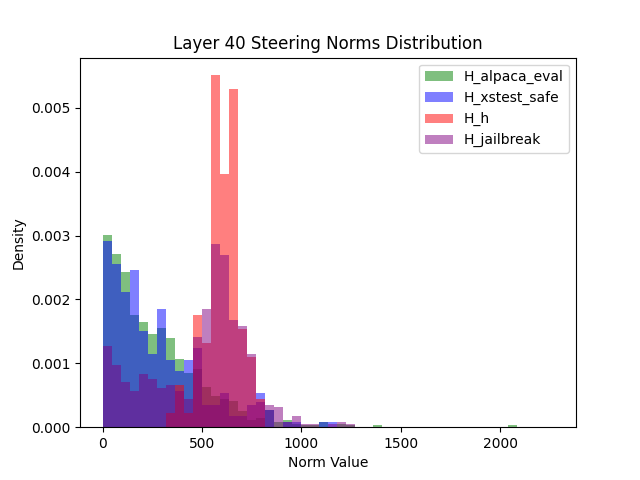 Layer 40 Steering Norms Distribution
H_alpaca_eval
H_xstest_safe
H_h
H_jailbreak
0.005
0.004
0.003
0.002
0.001
0.000
Density
0
500
1000
1500
2000
Norm Value